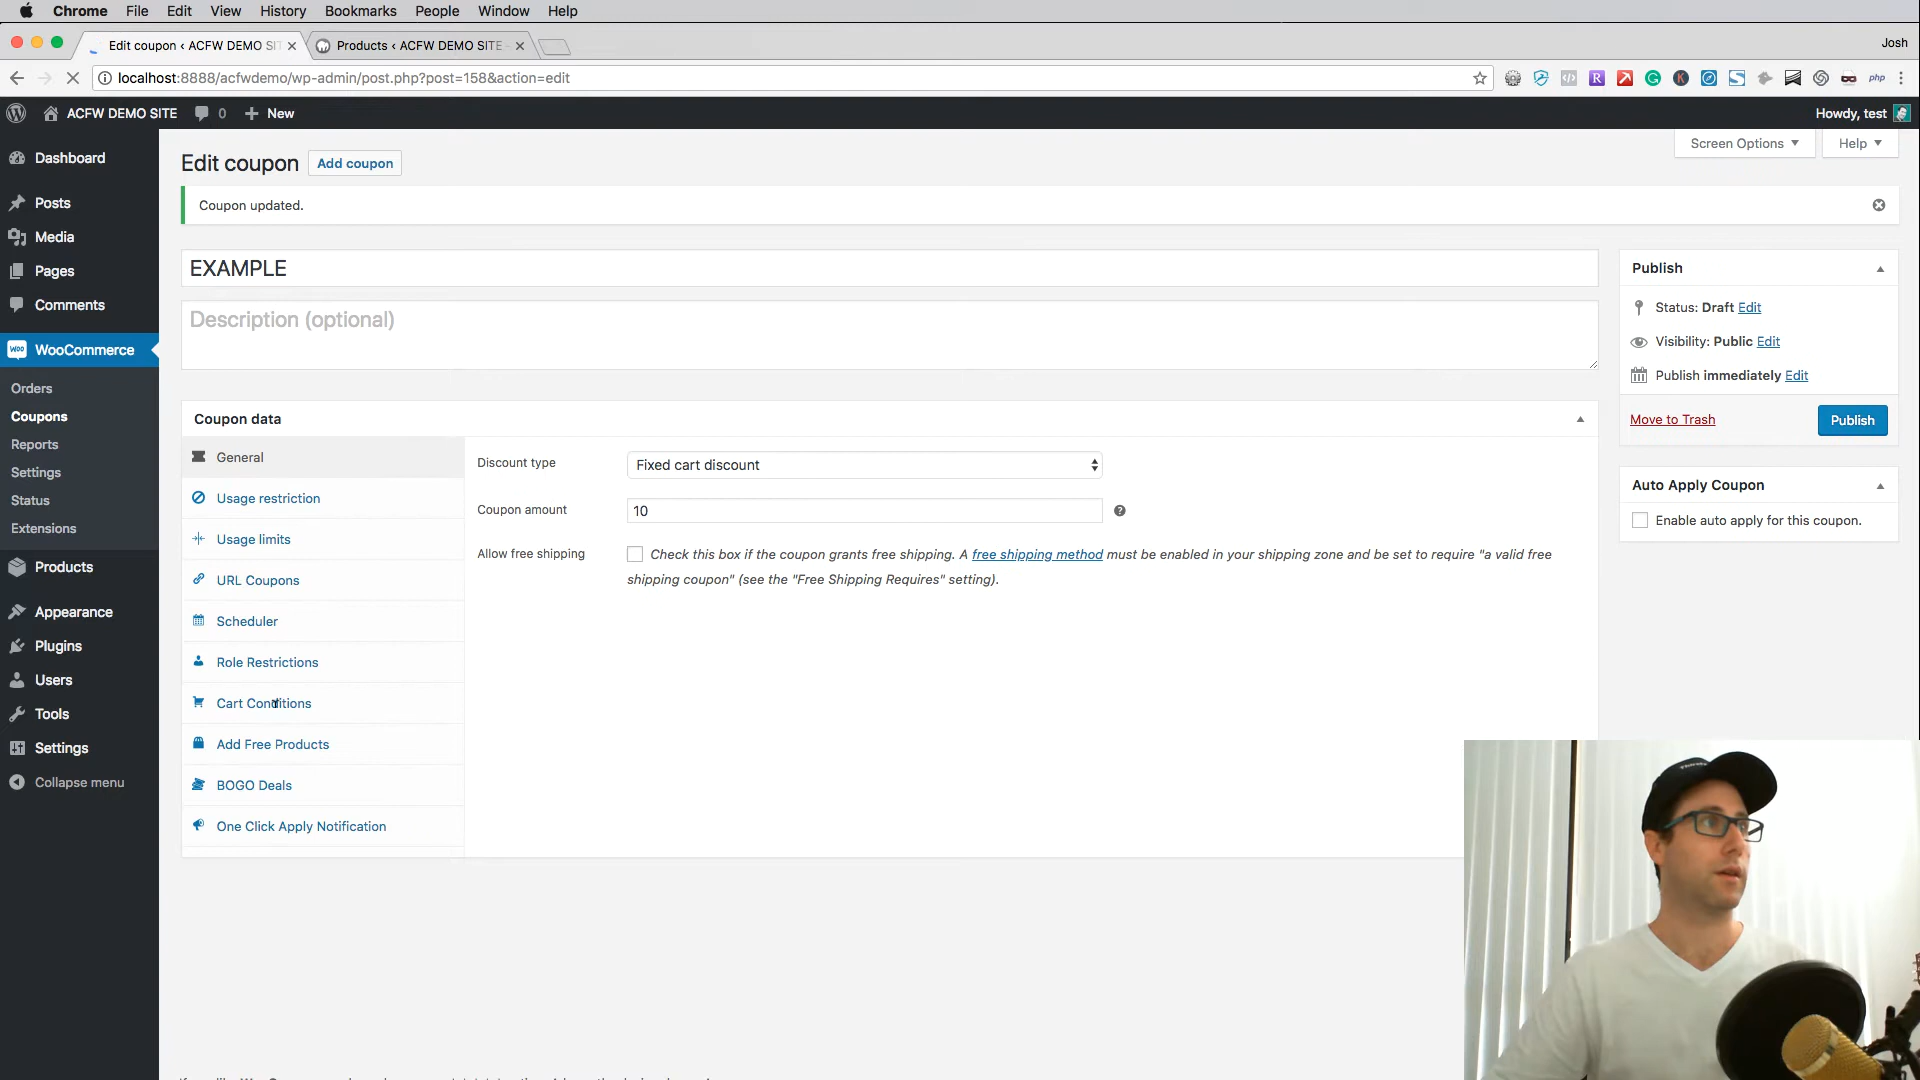 Chrome File Edit View History Bookmarks People Window Help
Edit coupon ‹ ACFW DEMO SIT Products ‹ ACFW DEMO SITE Josh
localhost:8888/acfwdemo/wp-admin/post.php?post=158&action=edit
ACFW DEMO SITE 0 New Howdy, test
Screen Options Help
Edit coupon Add coupon
Coupon updated.
EXAMPLE
Description (optional)
Dashboard
Posts
Media
Pages
Comments
WooCommerce
Orders
Coupons
Reports
Settings
Status
Extensions
Products
Appearance
Plugins
Users
Tools
Settings
Collapse menu
Coupon data
General
Usage restriction
Usage limits
URL Coupons
Scheduler
Role Restrictions
Cart Conditions
Add Free Products
BOGO Deals
One Click Apply Notification
Discount type Fixed cart discount
Coupon amount 10
Allow free shipping Check this box if the coupon grants free shipping. A free shipping method must be enabled in your shipping zone and be set to require "a valid free
shipping coupon" (see the "Free Shipping Requires" setting).
Publish
Status: Draft Edit
Visibility: Public Edit
Publish immediately Edit
Move to Trash Publish
Auto Apply Coupon
Enable auto apply for this coupon.